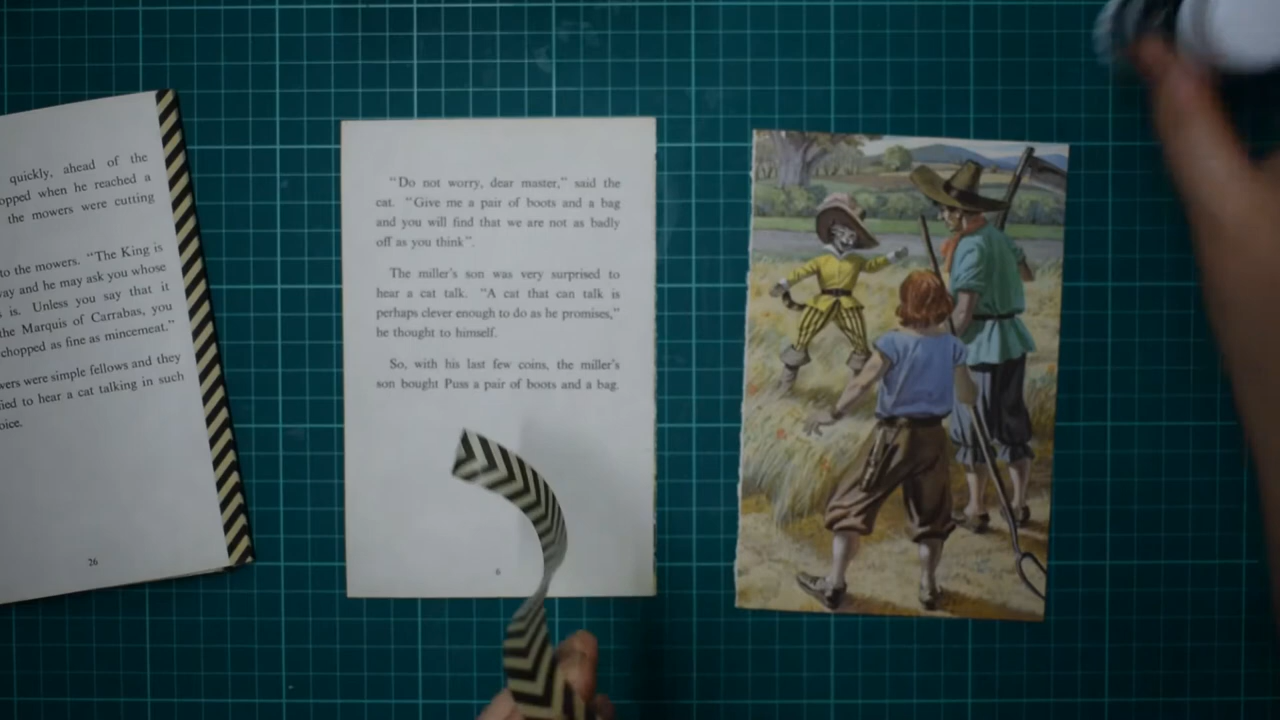 quickly, ahead of the
opped when he reached a
the mowers were cutting
to the mowers. "The King is
way and he may ask you whose
s is. Unless you say that it
the Marquis of Carrabas, you
chopped as fine as mincemeat."
wers were simple fellows and they
fied to hear a cat talking in such
oice.
26
"Do not worry, dear master," said the
cat. "Give me a pair of boots and a bag
and you will find that we are not as badly
off as you think".
The miller's son was very surprised to
hear a cat talk. "A cat that can talk is
perhaps clever enough to do as he promises,"
he thought to himself.
So, with his last few coins, the miller's
son bought Puss a pair of boots and a bag.
6